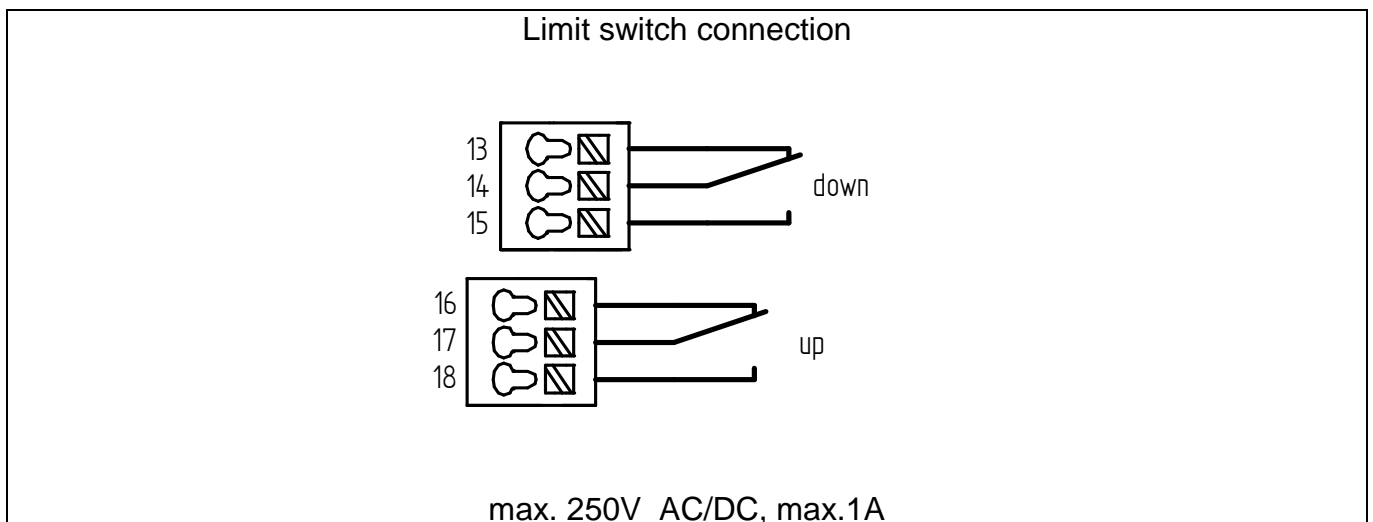 Limit switch connection
13
14
down
15
16
17
up
18
max. 250V AC/DC, max.1A